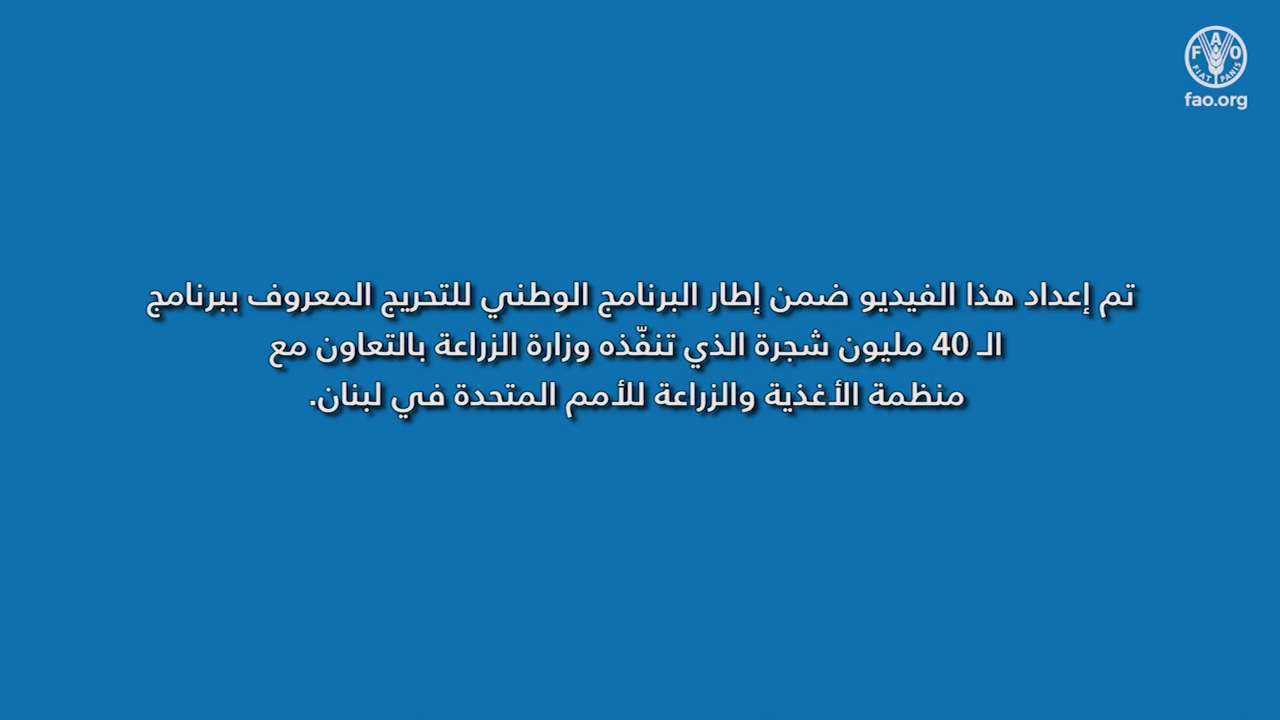 FAO
FIAT PANIS
fao.org
تم إعداد هذا الفيديو ضمن إطار البرنامج الوطني للتحريج المعروف ببرنامج
الـ 40 مليون شجرة الذي تنفّذه وزارة الزراعة بالتعاون مع
منظمة الأغذية والزراعة للأمم المتحدة في لبنان.